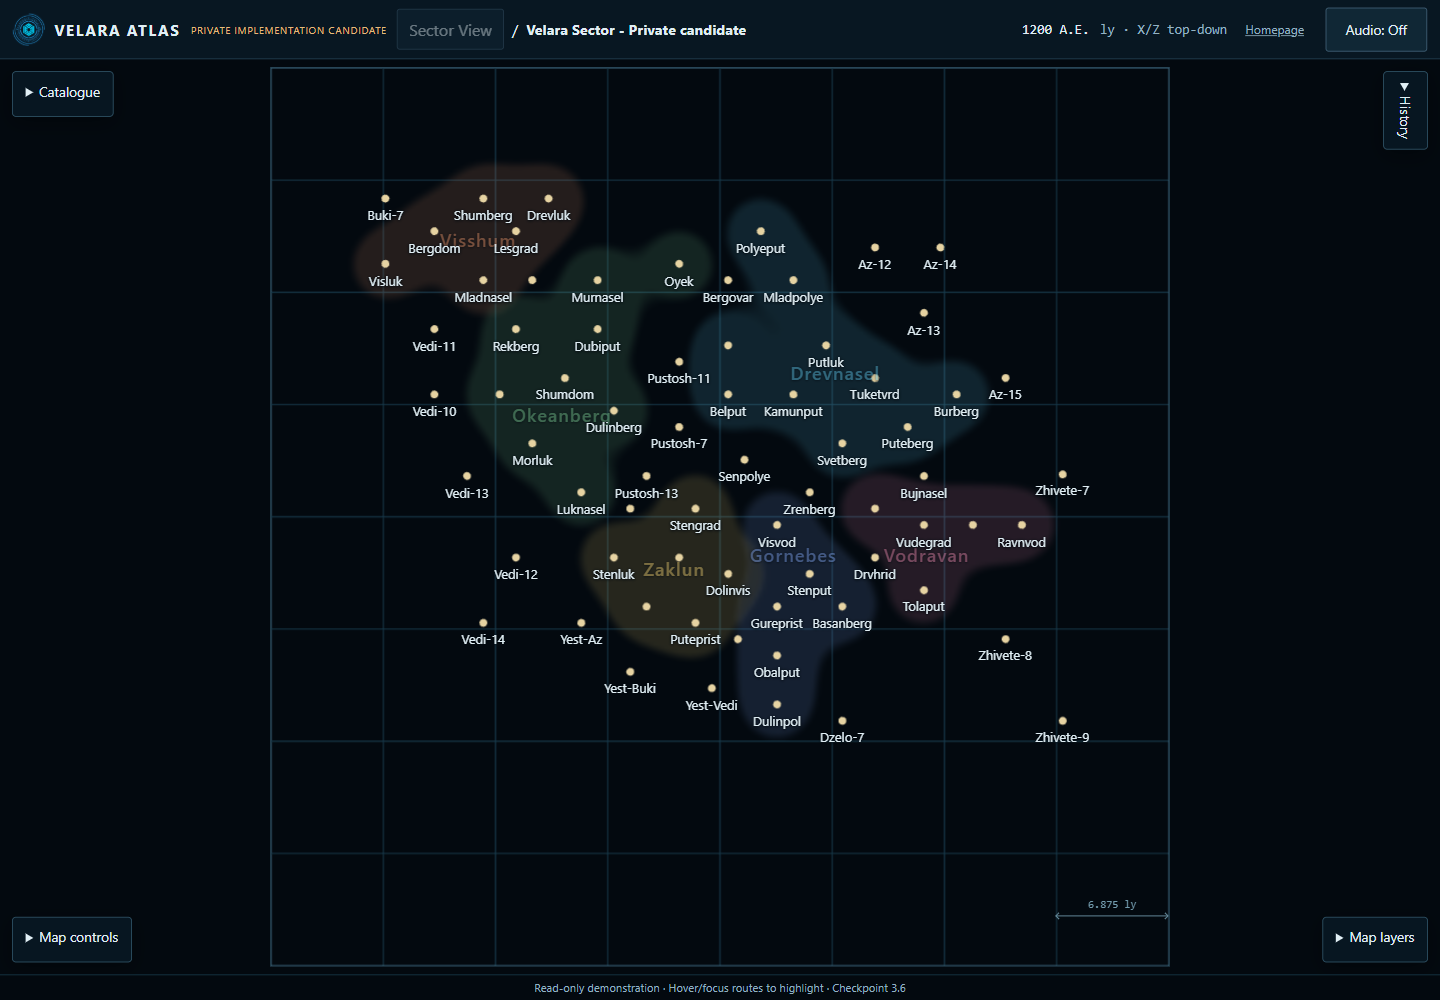 VELARA ATLAS PRIVATE IMPLEMENTATION CANDIDATE Sector View / Velara Sector - Private candidate 1200 A.E. ly · X/Z top-down Homepage Audio: Off
Catalogue
History
Buki-7
Shumberg
Drevluk
Visshum
Bergdom
Lesgrad
Polyeput
Az-12
Az-14
Visluk
Oyek
Mladnasel
Murnasel
Bergovar
Mladpolye
Az-13
Vedi-11
Rekberg
Dubiput
Putluk
Drevnasel
Pustosh-11
Shumdom
Tuketvrd
Az-15
Vedi-10
Okeanberg
Belput
Kamunput
Burberg
Dulinberg
Pustosh-7
Puteberg
Morluk
Svetberg
Senpolye
Vedi-13
Pustosh-13
Bujnasel
Zhivete-7
Luknasel
Zrenberg
Stengrad
Visvod
Vudegrad
Ravnvod
Gornebes
Vodravan
Vedi-12
Stenluk
Zaklun
Drvhrid
Dolinvis
Stenput
Tolaput
Gureprist
Basanberg
Vedi-14
Yest-Az
Puteprist
Zhivete-8
Obalput
Yest-Buki
Yest-Vedi
Dulinpol
Dzelo-7
Zhivete-9
6.875 ly
Map controls
Map layers
Read-only demonstration · Hover/focus routes to highlight · Checkpoint 3.6